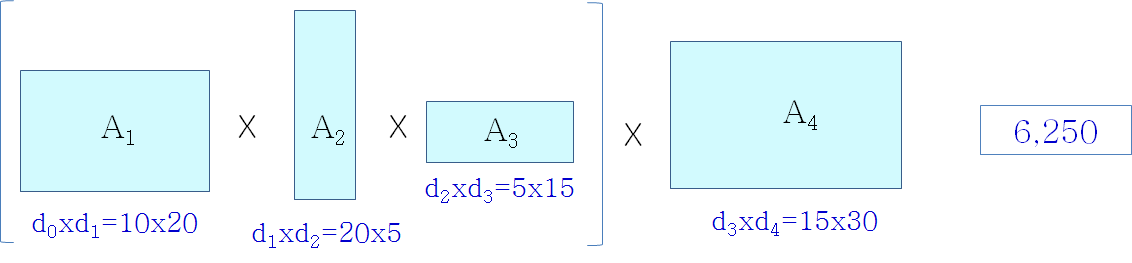 A₁ X A₂ X A₃ X A₄ 6,250
d₀xd₁=10x20 d₁xd₂=20x5 d₂xd₃=5x15 d₃xd₄=15x30